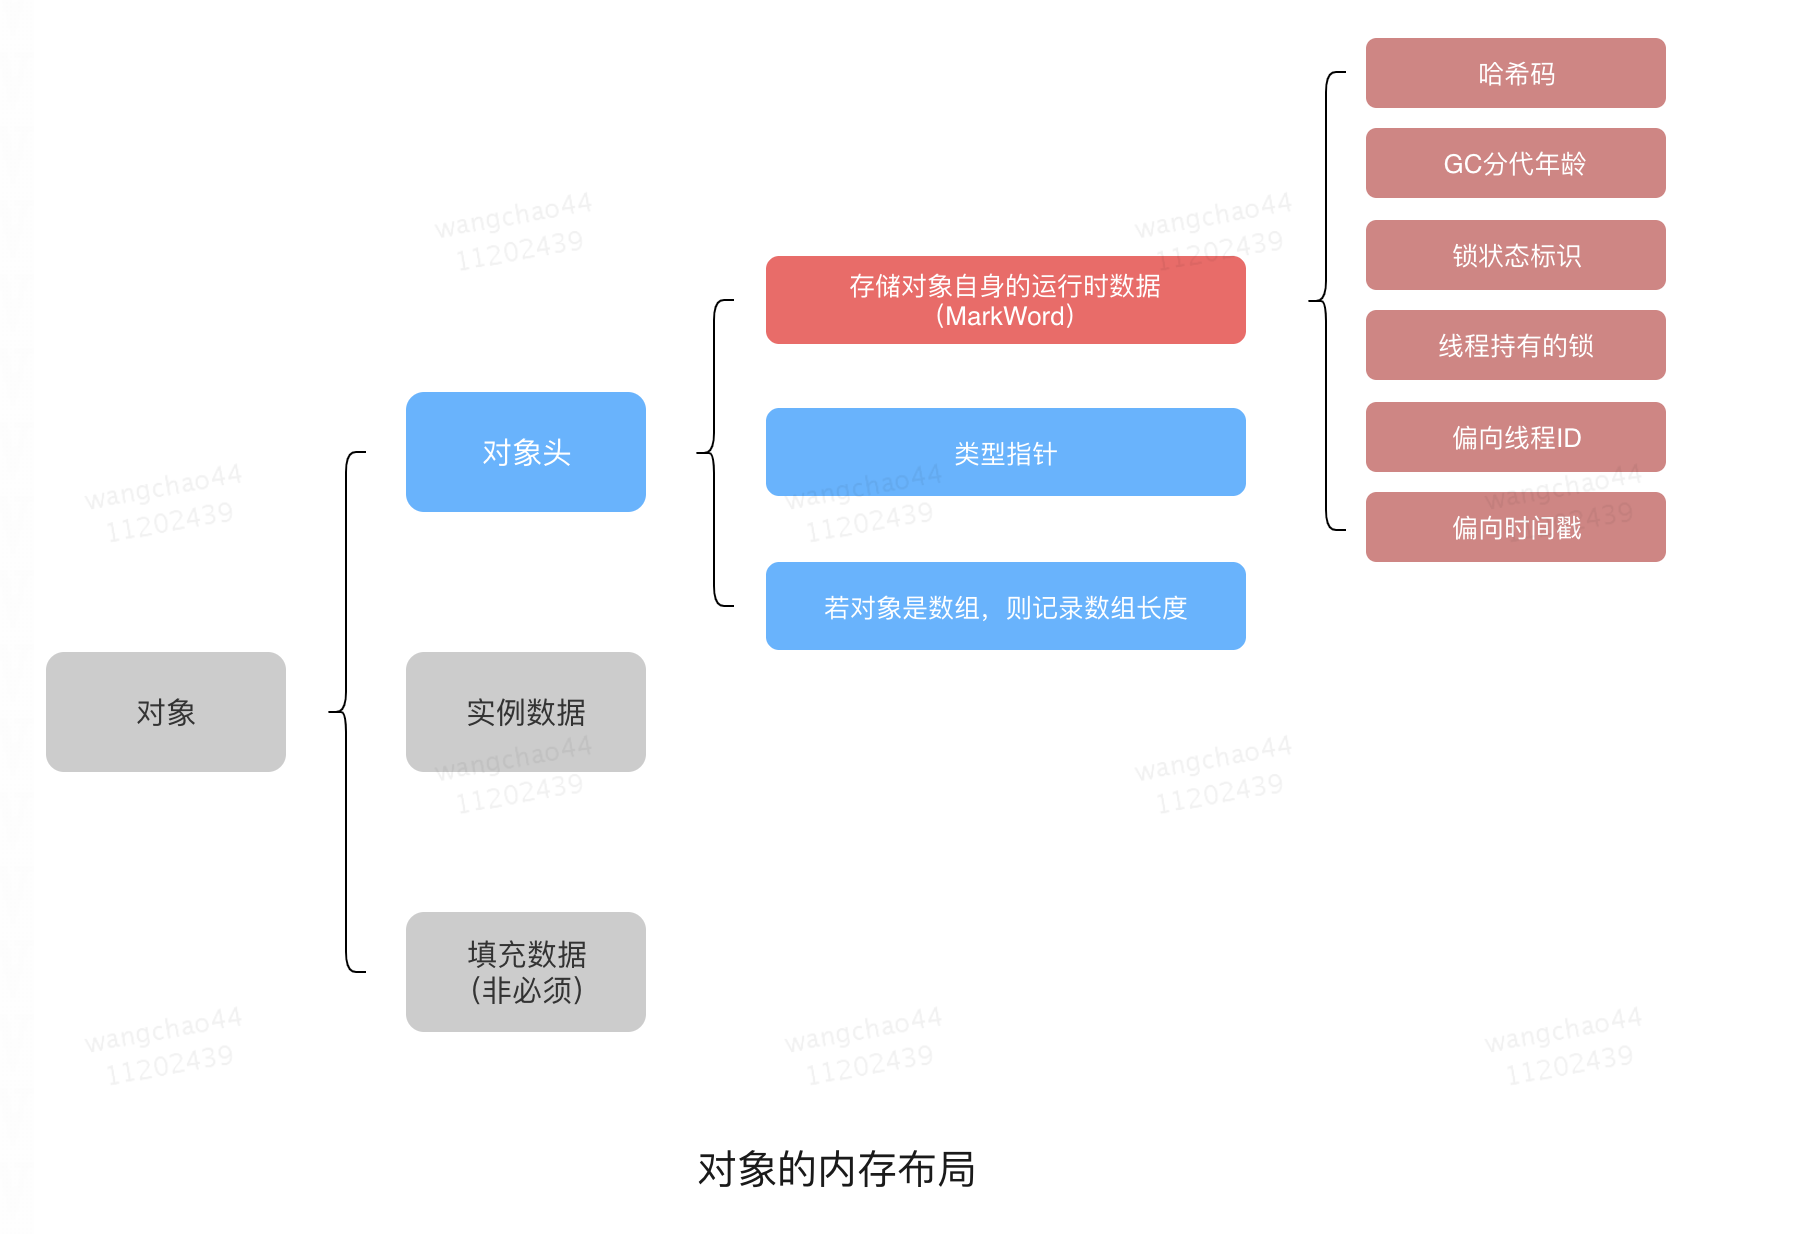 哈希码
GC分代年龄
锁状态标识
线程持有的锁
偏向线程ID
偏向时间戳
存储对象自身的运行时数据
（MarkWord）
类型指针
若对象是数组，则记录数组长度
对象头
实例数据
填充数据
（非必须）
对象
对象的内存布局
wangchao44
11202439
wangchao44
11202439
wangchao44
11202439
wangchao44
11202439
wangchao44
11202439
wangchao44
11202439
wangchao44
11202439
wangchao44
11202439
wangchao44
11202439
wangchao44
11202439